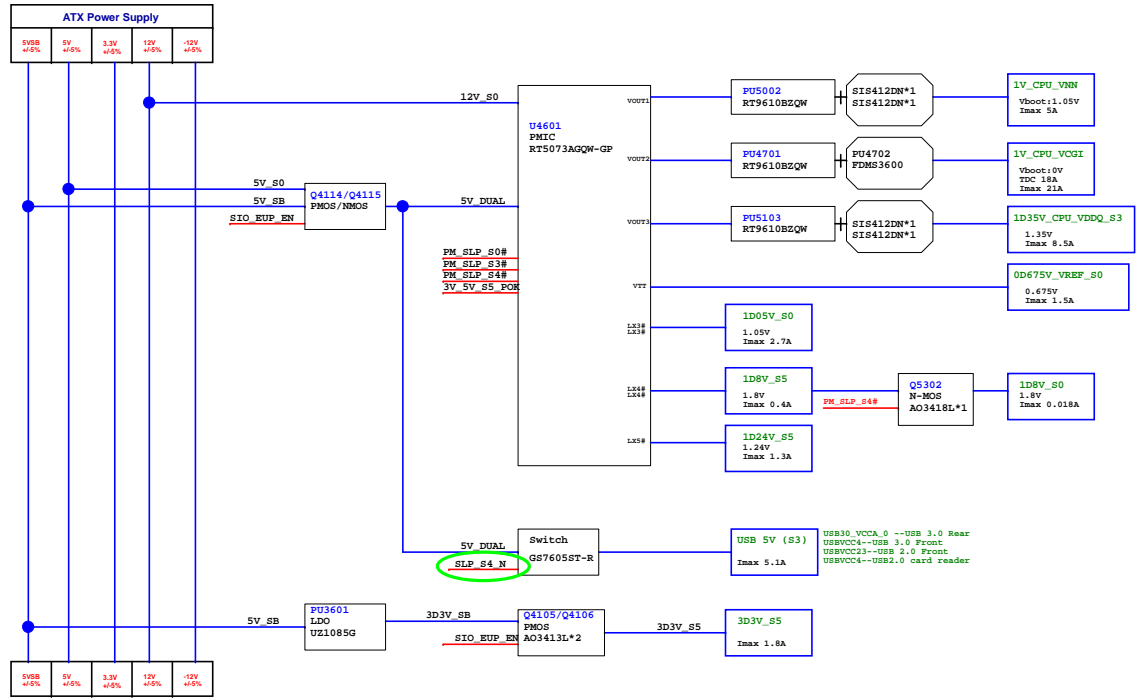 ATX Power Supply
5VSB 5V 3.3V 12V -12V
+/-5% +/-5% +/-5% +/-5% +/-5%
12V_S0
5V_S0
5V_SB
SIO_EUP_EN
Q4114/Q4115
PMOS/NMOS
5V_DUAL
PM_SLP_S0#
PM_SLP_S3#
PM_SLP_S4#
3V_5V_S5_POK
U4601
PMIC
RT5073AGQW-GP
VOUT1
VOUT2
VOUT3
VTT
LX3#
LX3#
LX4#
LX4#
LX5#
PU5002
RT9610BZQW
+
SIS412DN*1
SIS412DN*1
1V_CPU_VNN
Vboot:1.05V
Imax 5A
PU4701
RT9610BZQW
+
PU4702
FDMS3600
1V_CPU_VCGI
Vboot:0V
TDC 18A
Imax 21A
PU5103
RT9610BZQW
+
SIS412DN*1
SIS412DN*1
1D35V_CPU_VDDQ_S3
1.35V
Imax 8.5A
0D675V_VREF_S0
0.675V
Imax 1.5A
1D05V_S0
1.05V
Imax 2.7A
1D8V_S5
1.8V
Imax 0.4A
PM_SLP_S4#
Q5302
N-MOS
AO3418L*1
1D8V_S0
1.8V
Imax 0.018A
1D24V_S5
1.24V
Imax 1.3A
5V_DUAL
SLP_S4_N
Switch
GS7605ST-R
USB 5V (S3)
Imax 5.1A
USB30_VCCA_0 --USB 3.0 Rear
USBVCC4--USB 3.0 Front
USBVCC23--USB 2.0 Front
USBVCC4--USB2.0 card reader
5V_SB
PU3601
LDO
UZ1085G
3D3V_SB
SIO_EUP_EN
Q4105/Q4106
PMOS
AO3413L*2
3D3V_S5
3D3V_S5
Imax 1.8A
5VSB 5V 3.3V 12V -12V
+/-5% +/-5% +/-5% +/-5% +/-5%